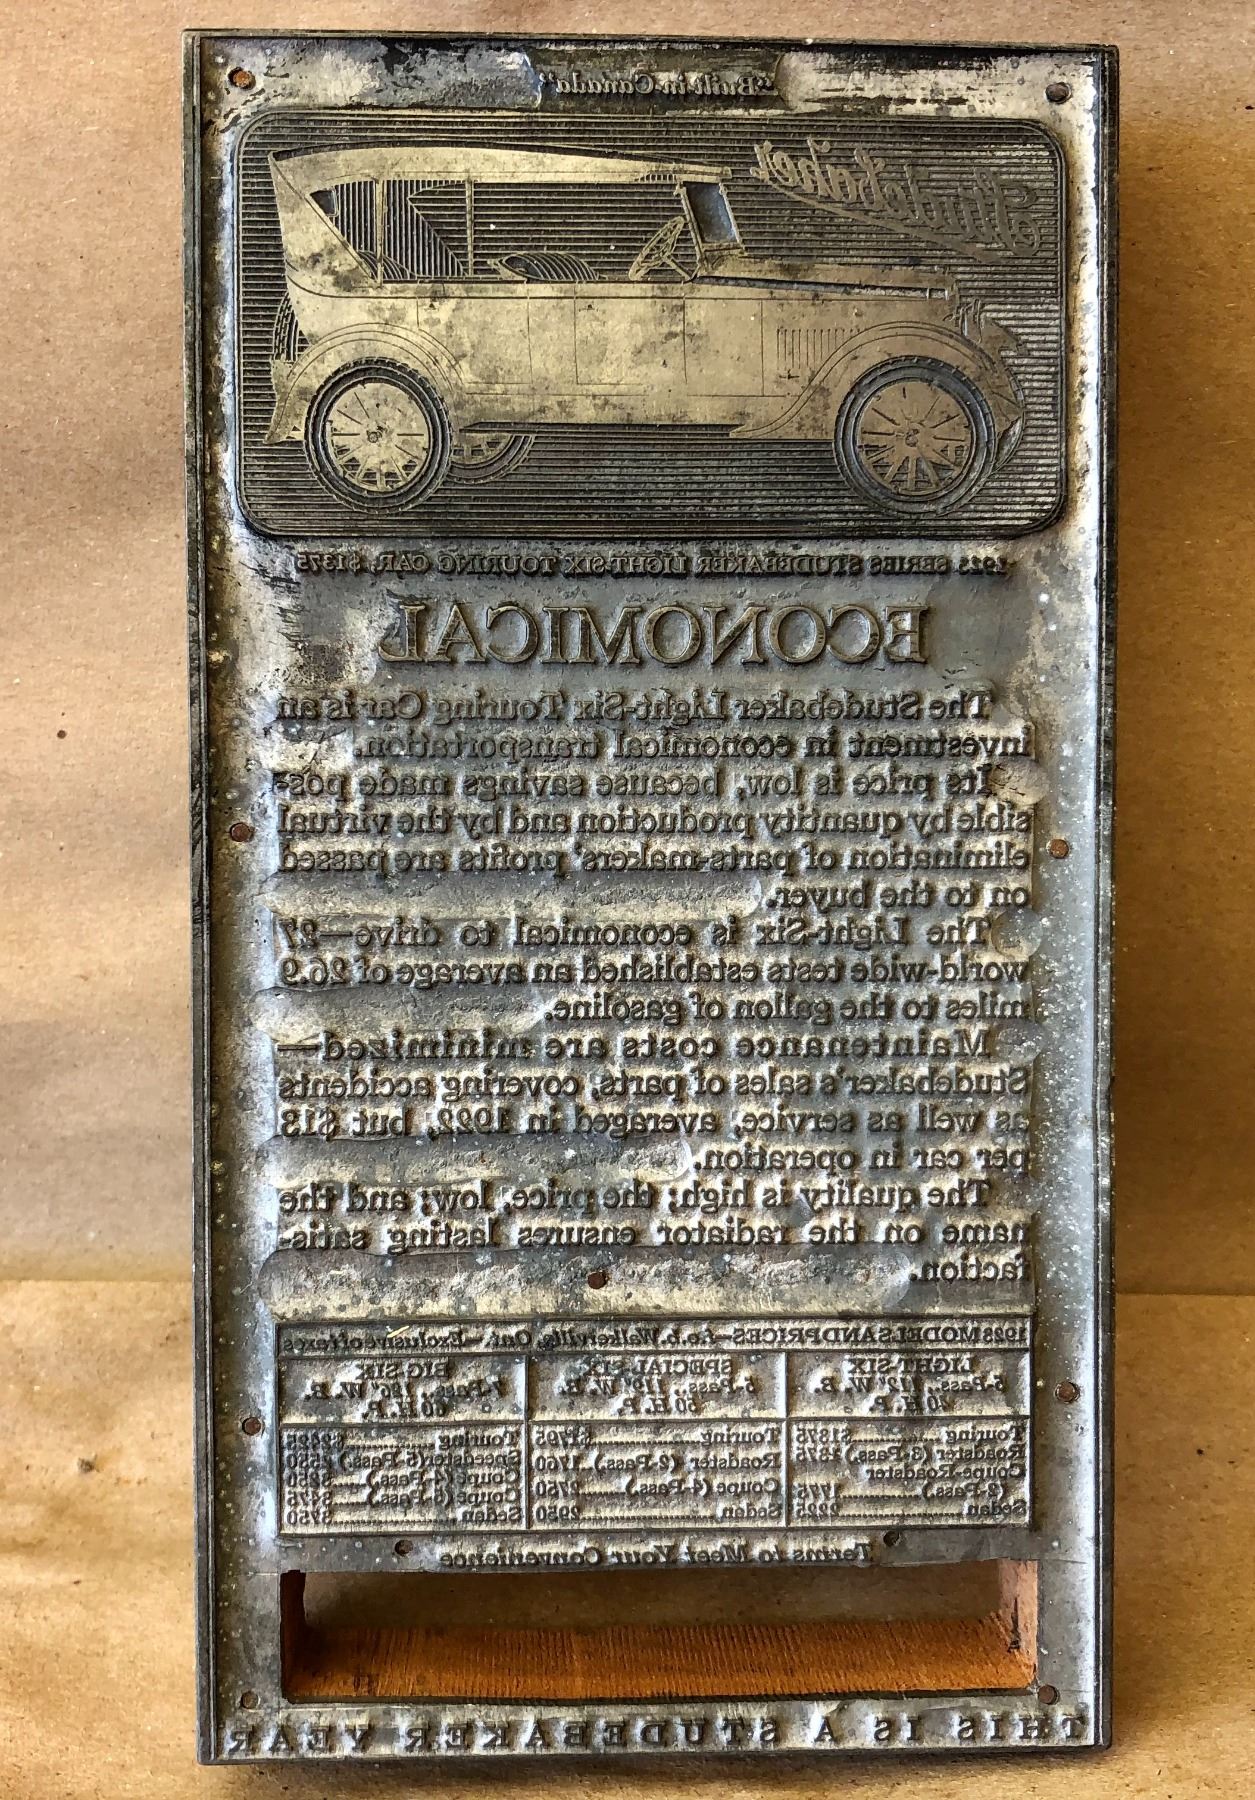 "Built-in-Canada"
Studebaker
1923 SERIES STUDEBAKER LIGHT-SIX TOURING CAR, $1375
ECONOMICAL
The Studebaker Light-Six Touring Car is an
investment in economical transportation.
Its price is low, because savings made pos-
sible by quantity production and by the virtual
elimination of parts-makers' profits are passed
on to the buyer.
The Light-Six is economical to drive—27
world-wide tests established an average of 26.9
miles to the gallon of gasoline.
Maintenance costs are minimized—
Studebaker's sales of parts, covering accidents
as well as service, averaged in 1922, but $13
per car in operation.
The quality is high; the price, low; and the
name on the radiator ensures lasting satis-
faction.
1923 MODELS AND PRICES—f.o.b. Walkerville, Ont.—Exclusive of taxes
LIGHT-SIX
5-Pass., 112" W. B.
40 H. P.
Touring $1375
Roadster (3-Pass.) 1375
Coupe-Roadster
(2-Pass.) 1775
Sedan 2225
SPECIAL-SIX
5-Pass., 119" W. B.
50 H. P.
Touring $1795
Roadster (2-Pass.) 1760
Coupe (4-Pass.) 2750
Sedan 2950
BIG-SIX
7-Pass., 126" W. B.
60 H. P.
Touring $2425
Speedster (5-Pass.) 2550
Coupe (4-Pass.) 3250
Coupe (5-Pass.) 3475
Sedan 3750
Terms to Meet Your Convenience
THIS IS A STUDEBAKER YEAR